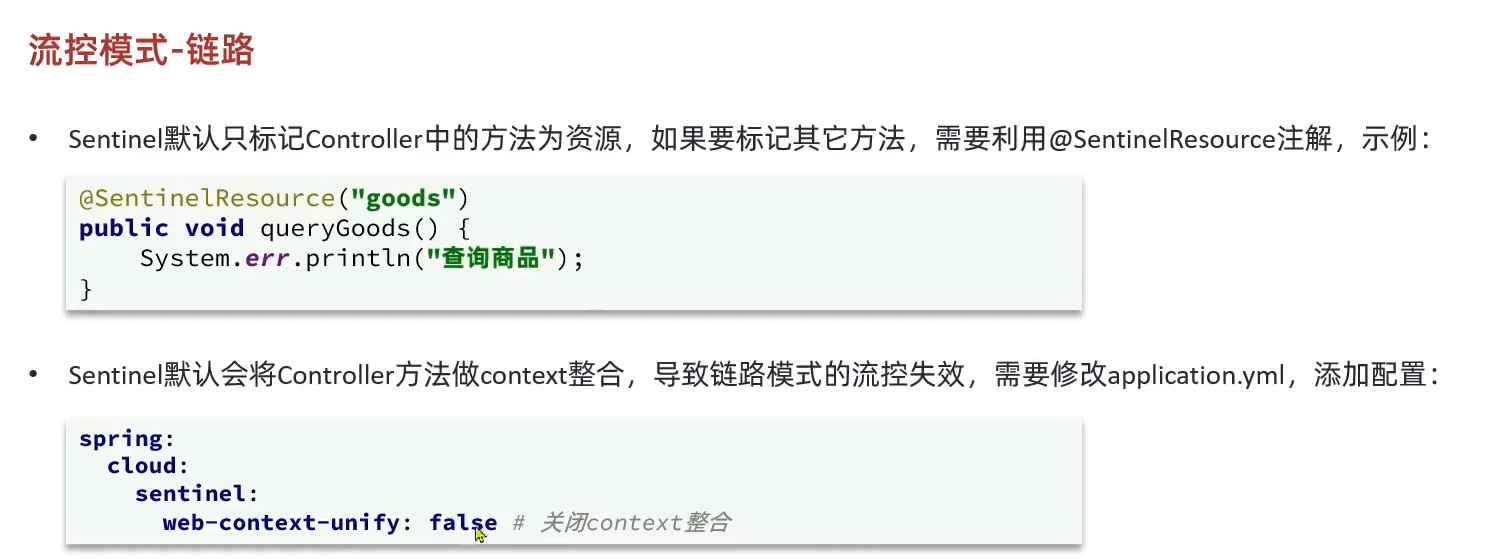 流控模式-链路
• Sentinel默认只标记Controller中的方法为资源，如果要标记其它方法，需要利用@SentinelResource注解，示例：
@SentinelResource("goods")
public void queryGoods() {
    System.err.println("查询商品");
}
• Sentinel默认会将Controller方法做context整合，导致链路模式的流控失效，需要修改application.yml，添加配置：
spring:
  cloud:
    sentinel:
      web-context-unify: false # 关闭context整合